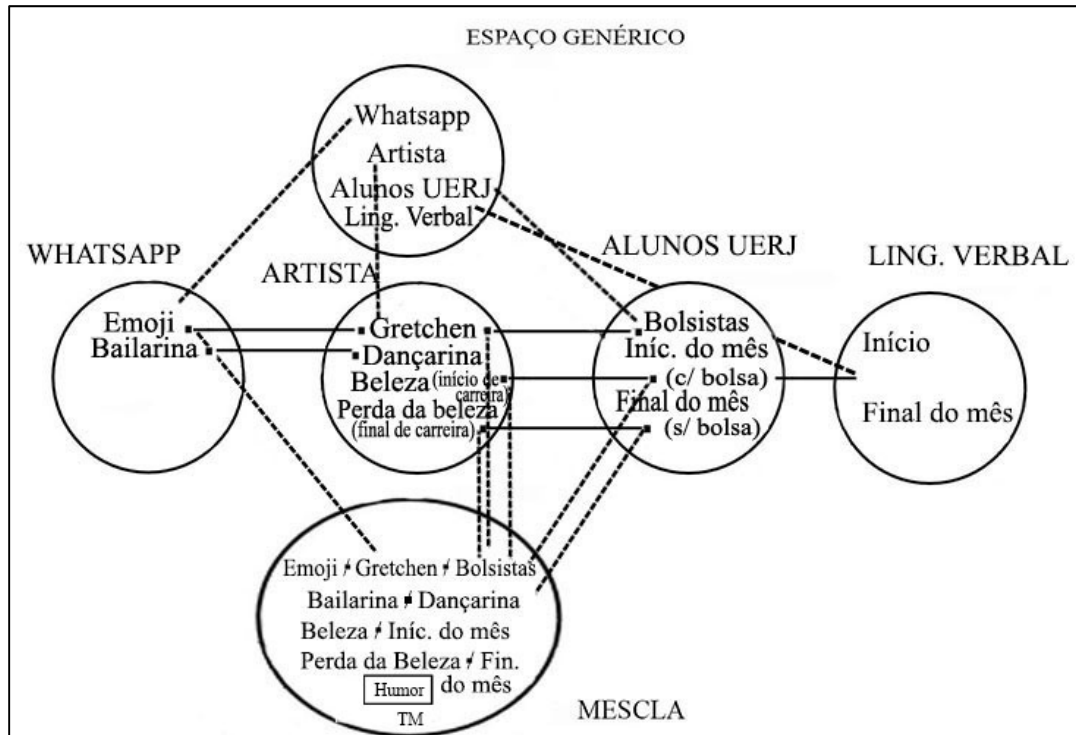 ESPAÇO GENÉRICO
Whatsapp
Artista
Alunos UERJ
Ling. Verbal
WHATSAPP
ARTISTA
ALUNOS UERJ
LING. VERBAL
Emoji
Bailarina
Gretchen
Dançarina
Beleza (início de
carreira)
Perda da beleza
(final de carreira)
Bolsistas
Iníc. do mês
(c/ bolsa)
Final do mês
(s/ bolsa)
Início
Final do mês
Emoji / Gretchen / Bolsistas
Bailarina / Dançarina
Beleza / Iníc. do mês
Perda da Beleza / Fin.
do mês
Humor
TM
MESCLA